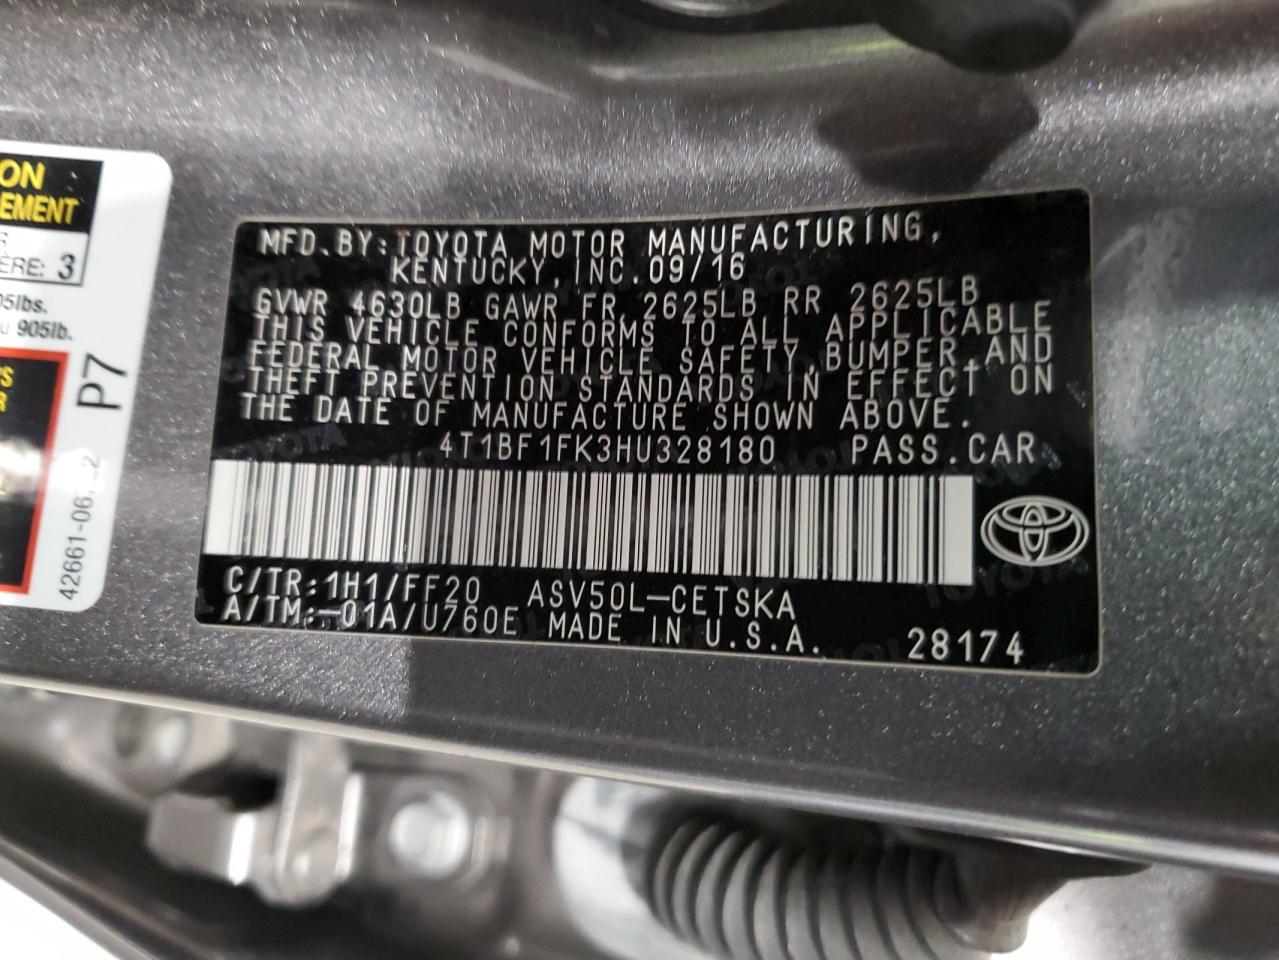 ON
EMENT
R
ÈRE: 3
05lbs.
u 905lb.
S
R
P7
42661-06
MFD.BY:TOYOTA MOTOR MANUFACTURING,
KENTUCKY,INC.09/16
GVWR 4630LB GAWR FR 2625LB RR 2625LB
THIS VEHICLE CONFORMS TO ALL APPLICABLE
FEDERAL MOTOR VEHICLE SAFETY,BUMPER,AND
THEFT PREVENTION STANDARDS IN EFFECT ON
THE DATE OF MANUFACTURE SHOWN ABOVE.
4T1BF1FK3HU328180 PASS.CAR
C/TR:1H1/FF20 ASV50L-CETSKA
A/TM:-01A/U760E MADE IN U.S.A. 28174